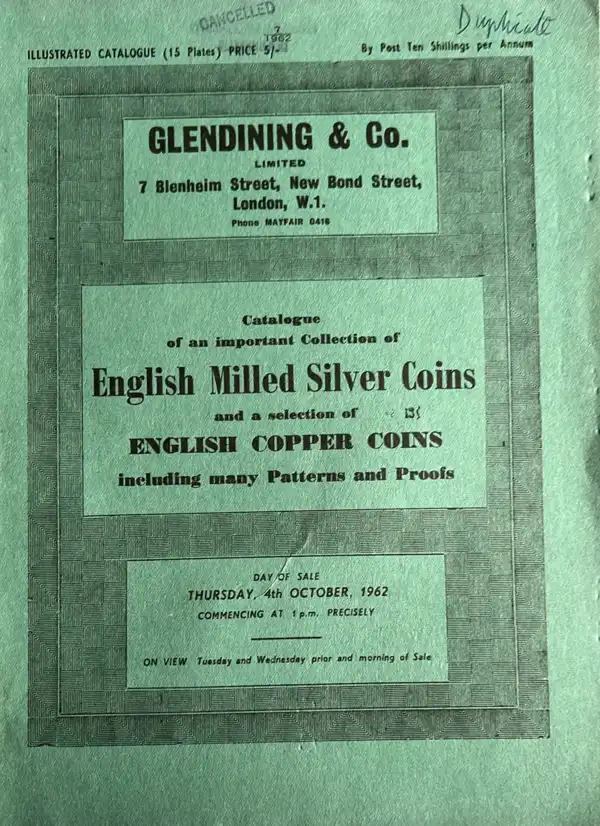 CANCELLED
Duplicate
7
1962
ILLUSTRATED CATALOGUE (15 Plates) PRICE 5/-
By Post Ten Shillings per Annum
GLENDINING & Co.
LIMITED
7 Blenheim Street, New Bond Street,
London, W.1.
Phone MAYFAIR 0416
Catalogue
of an important Collection of
English Milled Silver Coins
and a selection of
ENGLISH COPPER COINS
including many Patterns and Proofs
DAY OF SALE
THURSDAY, 4th OCTOBER, 1962
COMMENCING AT 1 p.m. PRECISELY
ON VIEW Tuesday and Wednesday prior and morning of Sale